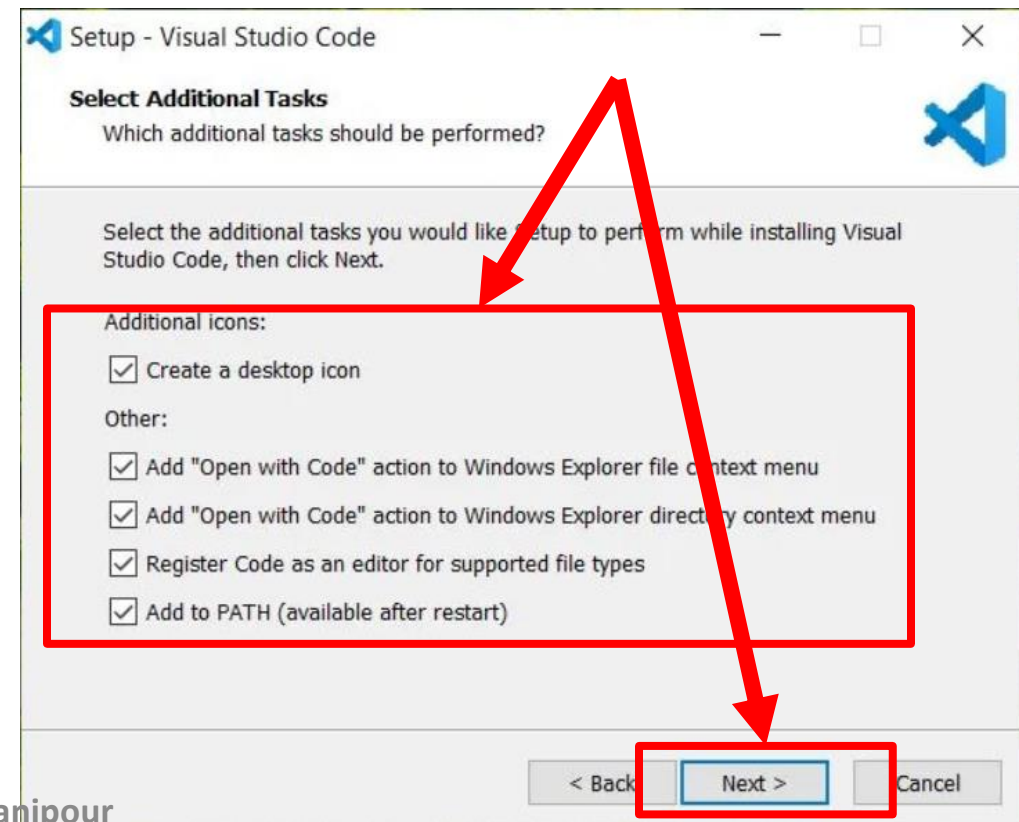 Setup - Visual Studio Code
Select Additional Tasks
Which additional tasks should be performed?
Select the additional tasks you would like Setup to perform while installing Visual
Studio Code, then click Next.
Additional icons:
Create a desktop icon
Other:
Add "Open with Code" action to Windows Explorer file context menu
Add "Open with Code" action to Windows Explorer directory context menu
Register Code as an editor for supported file types
Add to PATH (available after restart)
< Back Next > Cancel
anipour